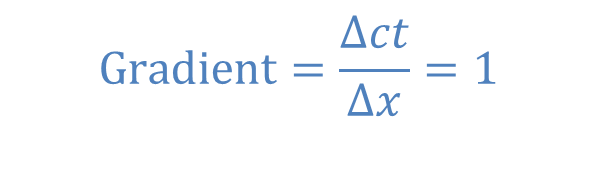 Gradient = Δct/Δx = 1